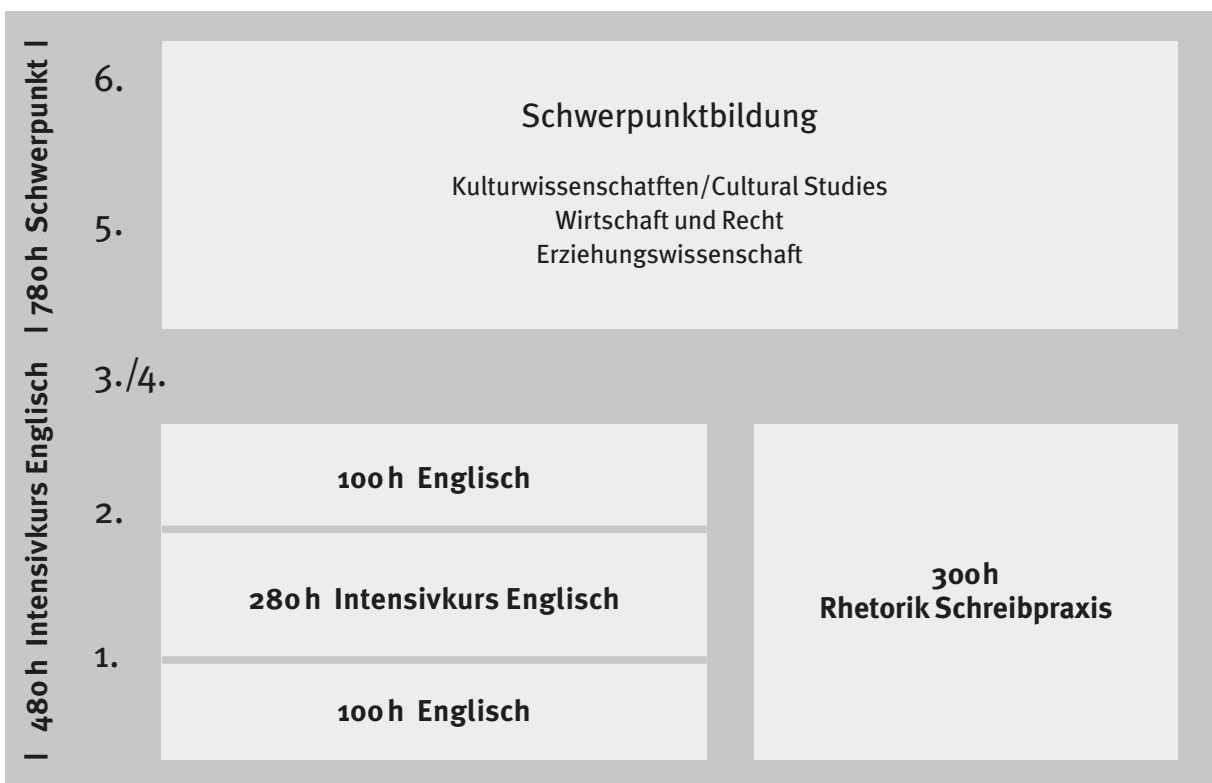 | 480 h Intensivkurs Englisch | 780 h Schwerpunkt |
6.
Schwerpunktbildung
Kulturwissenschatften/Cultural Studies
5.
Wirtschaft und Recht
Erziehungswissenschaft
3./4.
100 h Englisch
2.
280 h Intensivkurs Englisch
1.
100 h Englisch
300 h
Rhetorik Schreibpraxis